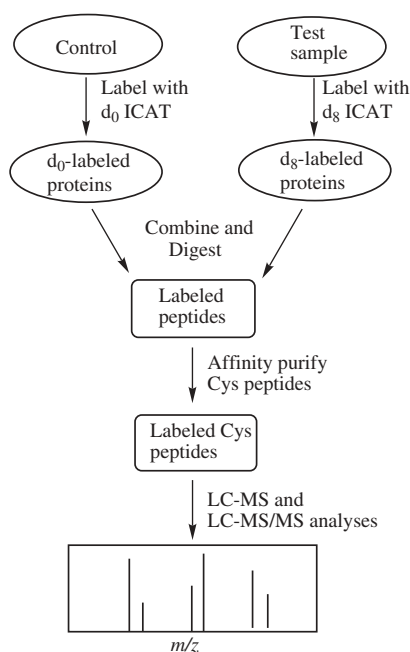 Control
Test
sample
Label with
d₀ ICAT
Label with
d₈ ICAT
d₀-labeled
proteins
d₈-labeled
proteins
Combine and
Digest
Labeled
peptides
Affinity purify
Cys peptides
Labeled Cys
peptides
LC-MS and
LC-MS/MS analyses
m/z